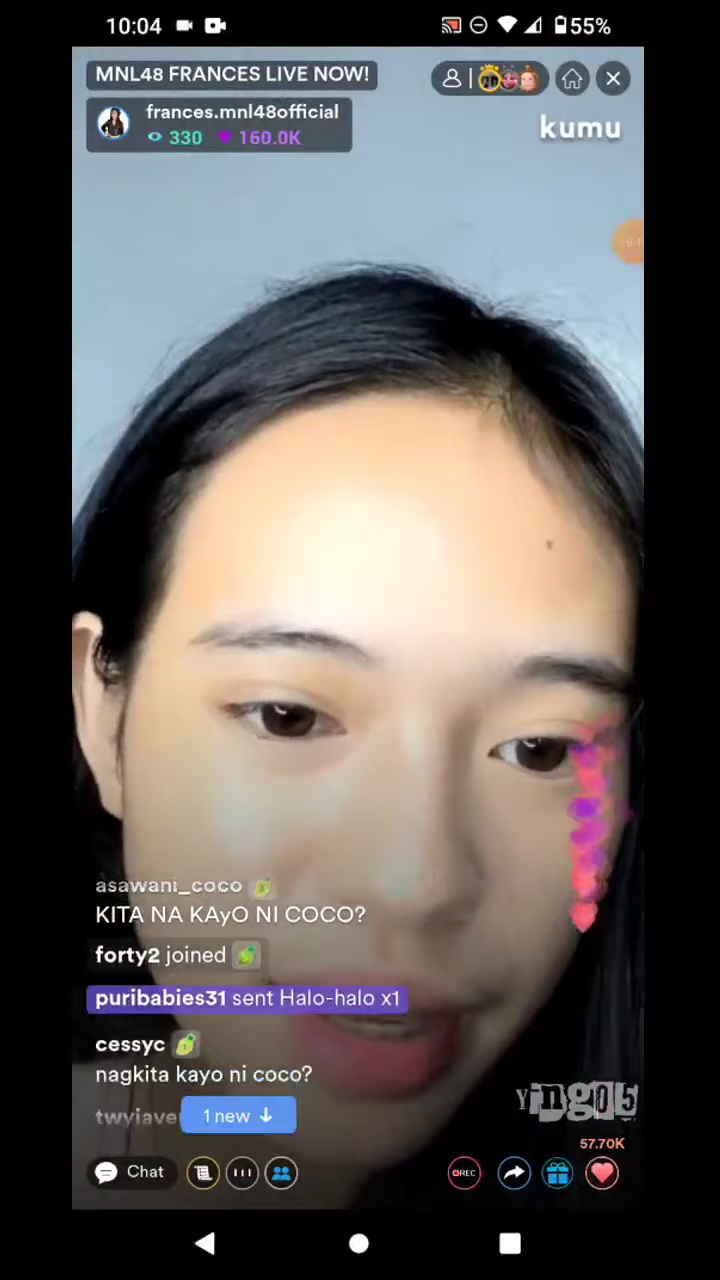 10:04
55%
MNL48 FRANCES LIVE NOW!
frances.mnl48official
330 160.0K
kumu
asawani_coco
KITA NA KAyO NI COCO?
forty2 joined
puribabies31 sent Halo-halo x1
cessyc
nagkita kayo ni coco?
1 new
Ying05
57.70K
Chat
REC